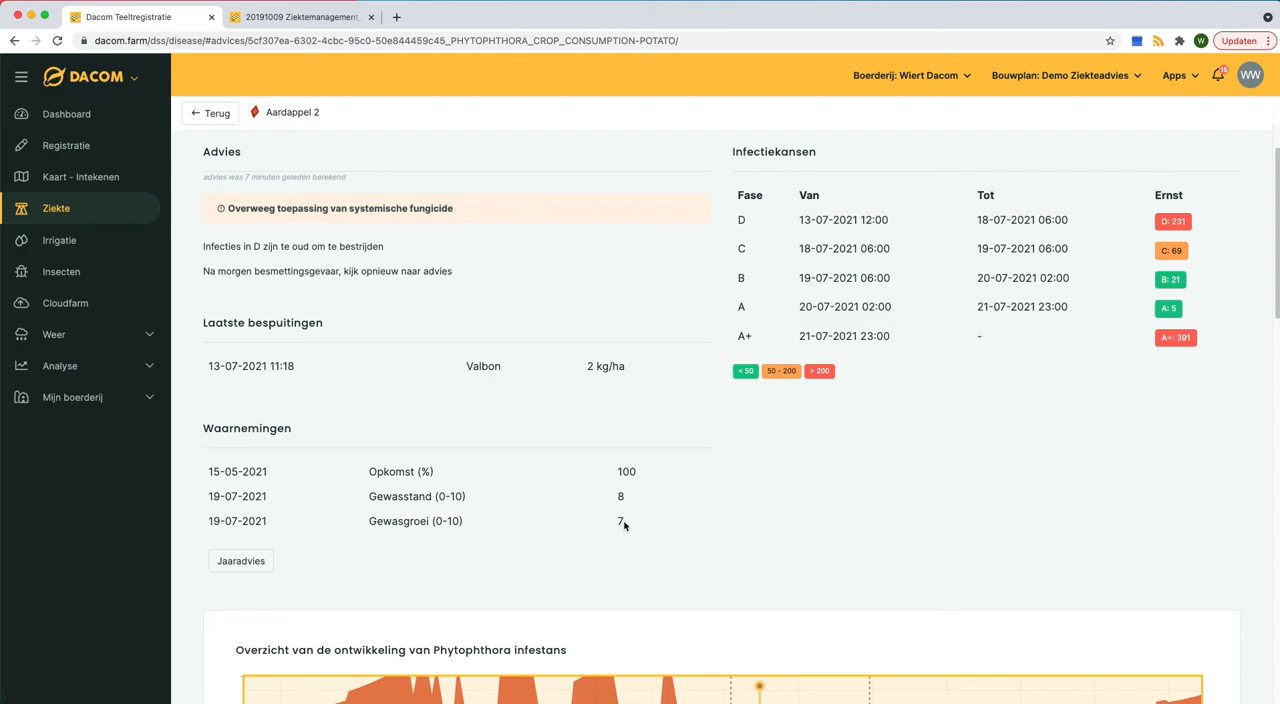 Dacom Teeltregistratie
20191009 Ziektemanagement_
dacom.farm/dss/disease/#advices/5cf307ea-6302-4cbc-95c0-50e844459c45_PHYTOPHTHORA_CROP_CONSUMPTION-POTATO/
W
Updaten
DACOM
Boerderij: Wiert Dacom
Bouwplan: Demo Ziekteadvies
Apps
15
WW
Dashboard
Registratie
Kaart - Intekenen
Ziekte
Irrigatie
Insecten
Cloudfarm
Weer
Analyse
Mijn boerderij
← Terug
Aardappel 2
Advies
advies was 7 minuten geleden berekend
Overweeg toepassing van systemische fungicide
Infecties in D zijn te oud om te bestrijden
Na morgen besmettingsgevaar, kijk opnieuw naar advies
Laatste bespuitingen
13-07-2021 11:18 Valbon 2 kg/ha
Waarnemingen
15-05-2021 Opkomst (%) 100
19-07-2021 Gewasstand (0-10) 8
19-07-2021 Gewasgroei (0-10) 7
Jaaradvies
Infectiekansen
Fase Van Tot Ernst
D 13-07-2021 12:00 18-07-2021 06:00 D: 231
C 18-07-2021 06:00 19-07-2021 06:00 C: 69
B 19-07-2021 06:00 20-07-2021 02:00 B: 21
A 20-07-2021 02:00 21-07-2021 23:00 A: 5
A+ 21-07-2021 23:00 - A+: 391
< 50 50 - 200 > 200
Overzicht van de ontwikkeling van Phytophthora infestans